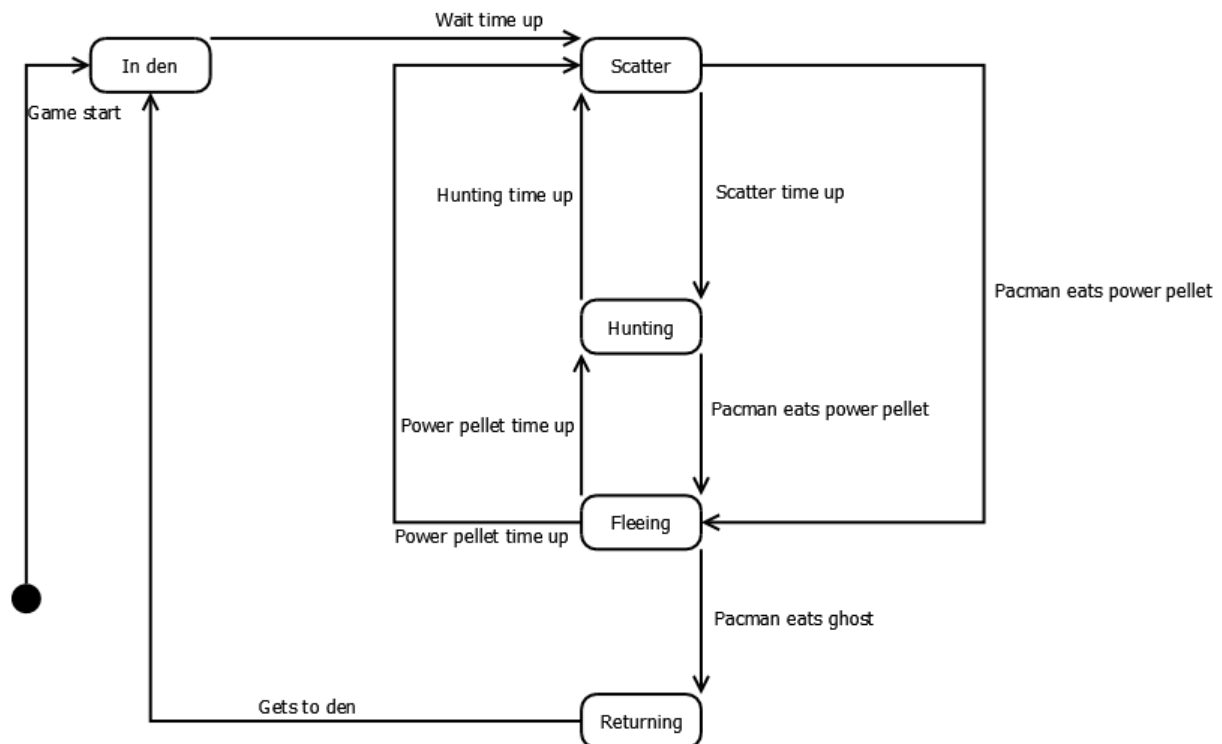 Wait time up
In den
Scatter
Game start
Hunting time up
Scatter time up
Pacman eats power pellet
Hunting
Power pellet time up
Pacman eats power pellet
Fleeing
Power pellet time up
Pacman eats ghost
Gets to den
Returning